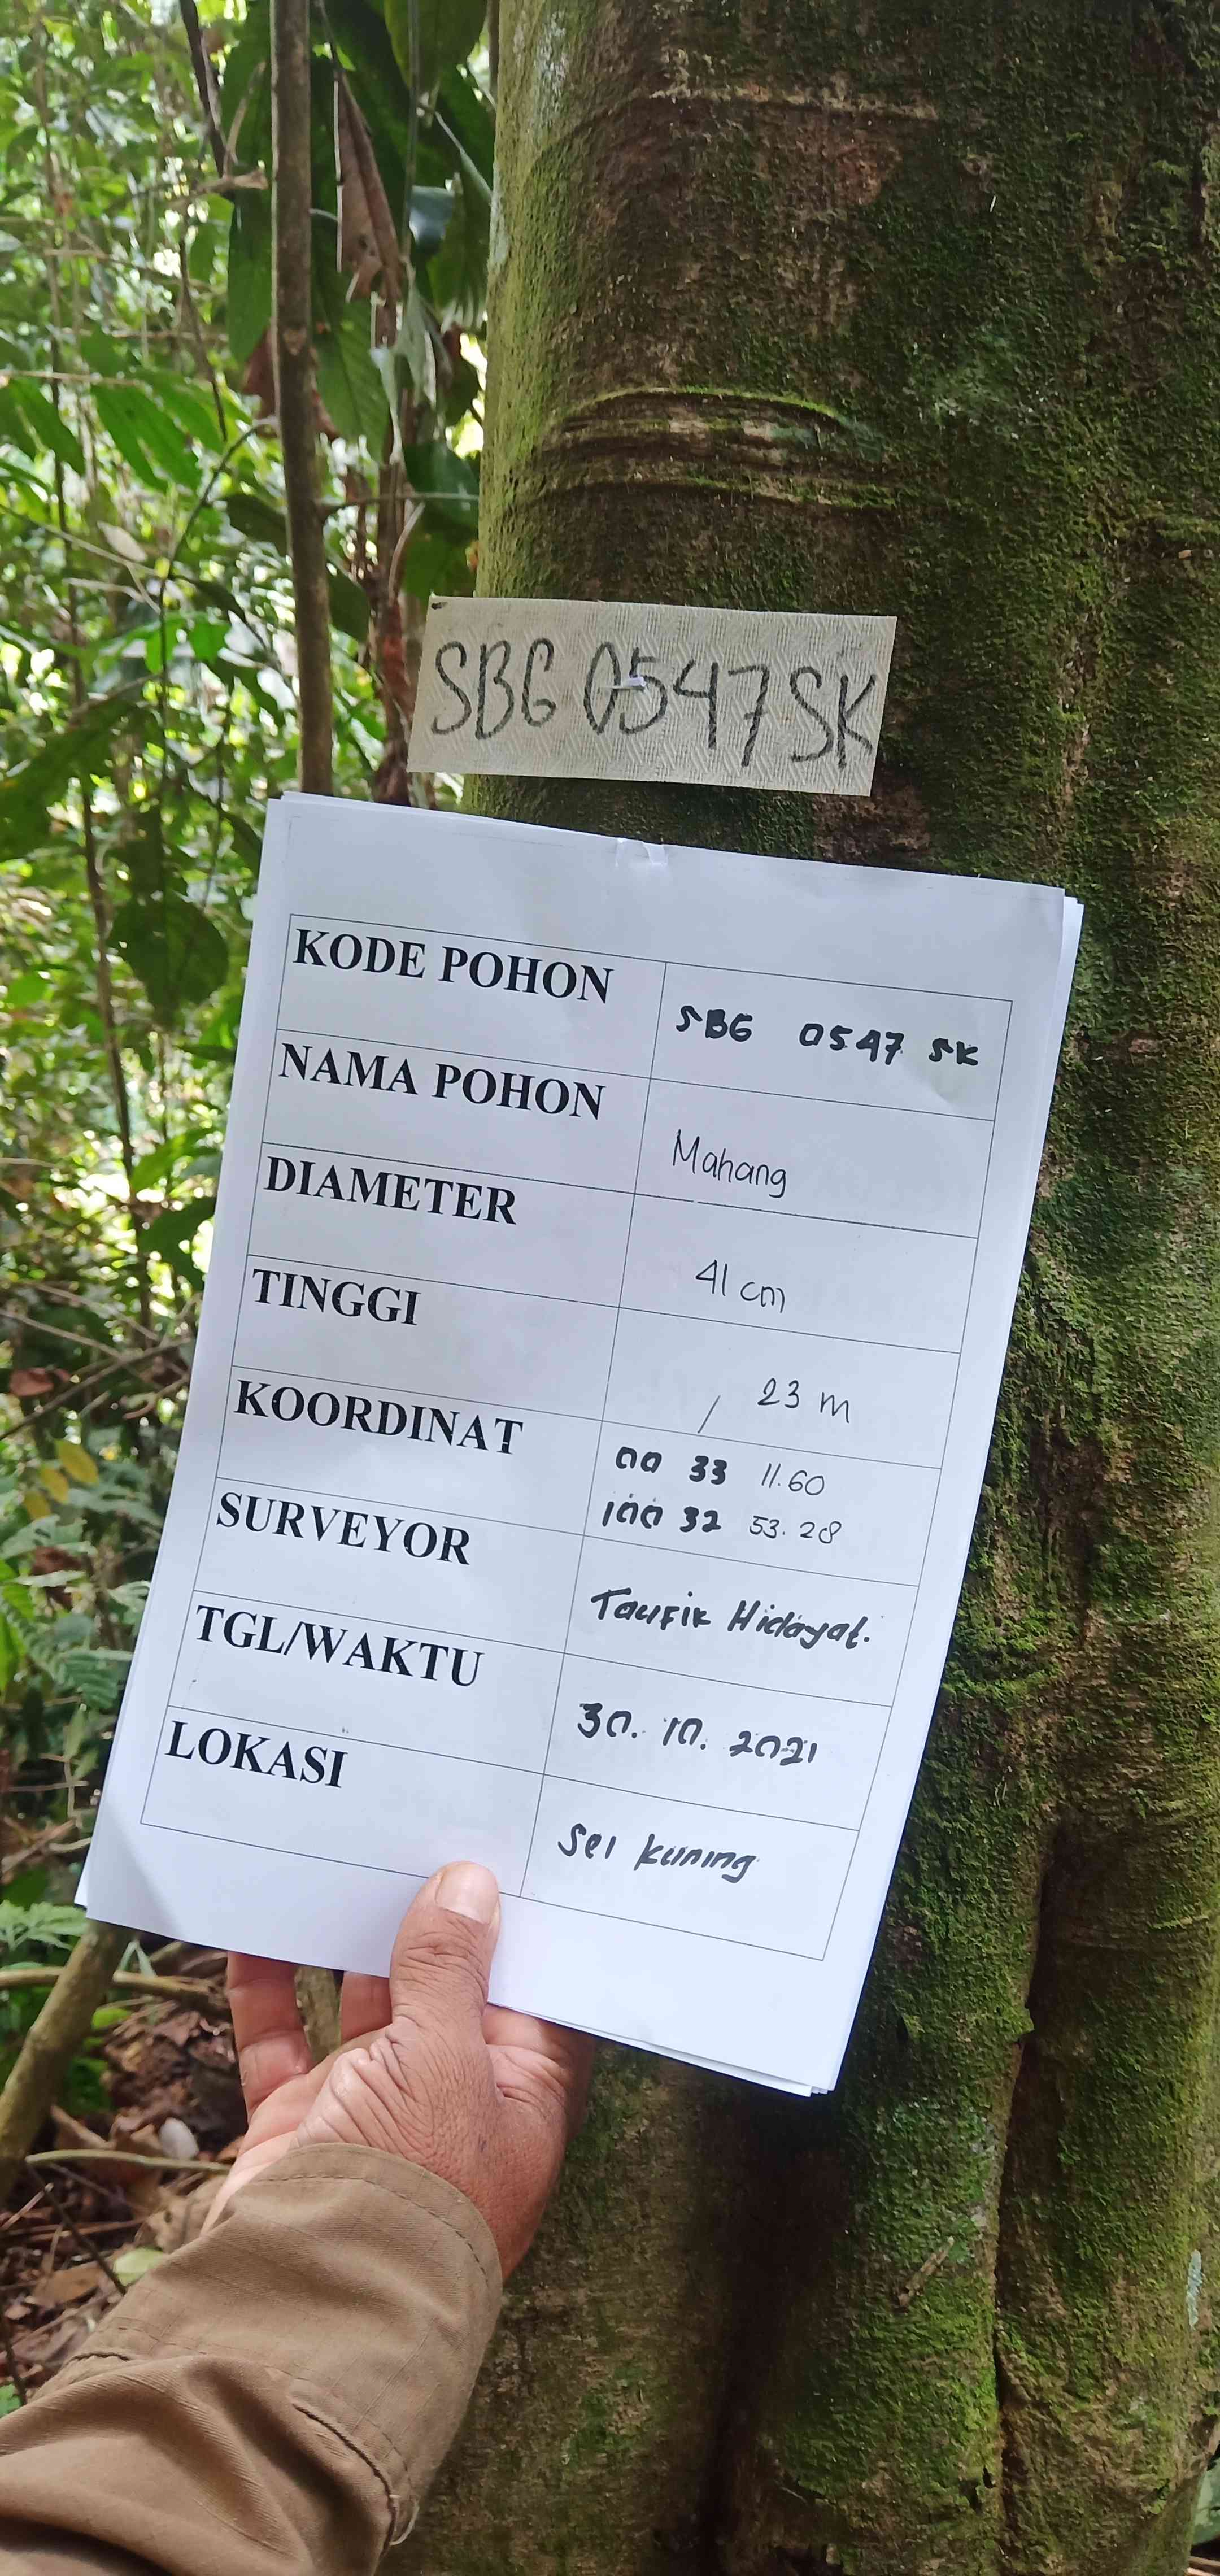 SBG 0547 SK
KODE POHON SBG 0547 SK
NAMA POHON Mahang
DIAMETER 41 cm
TINGGI 23 m
KOORDINAT 00 33 11.60
100 32 53.28
SURVEYOR Taufik Hidayat.
TGL/WAKTU 30. 10. 2021
LOKASI Sei kuning